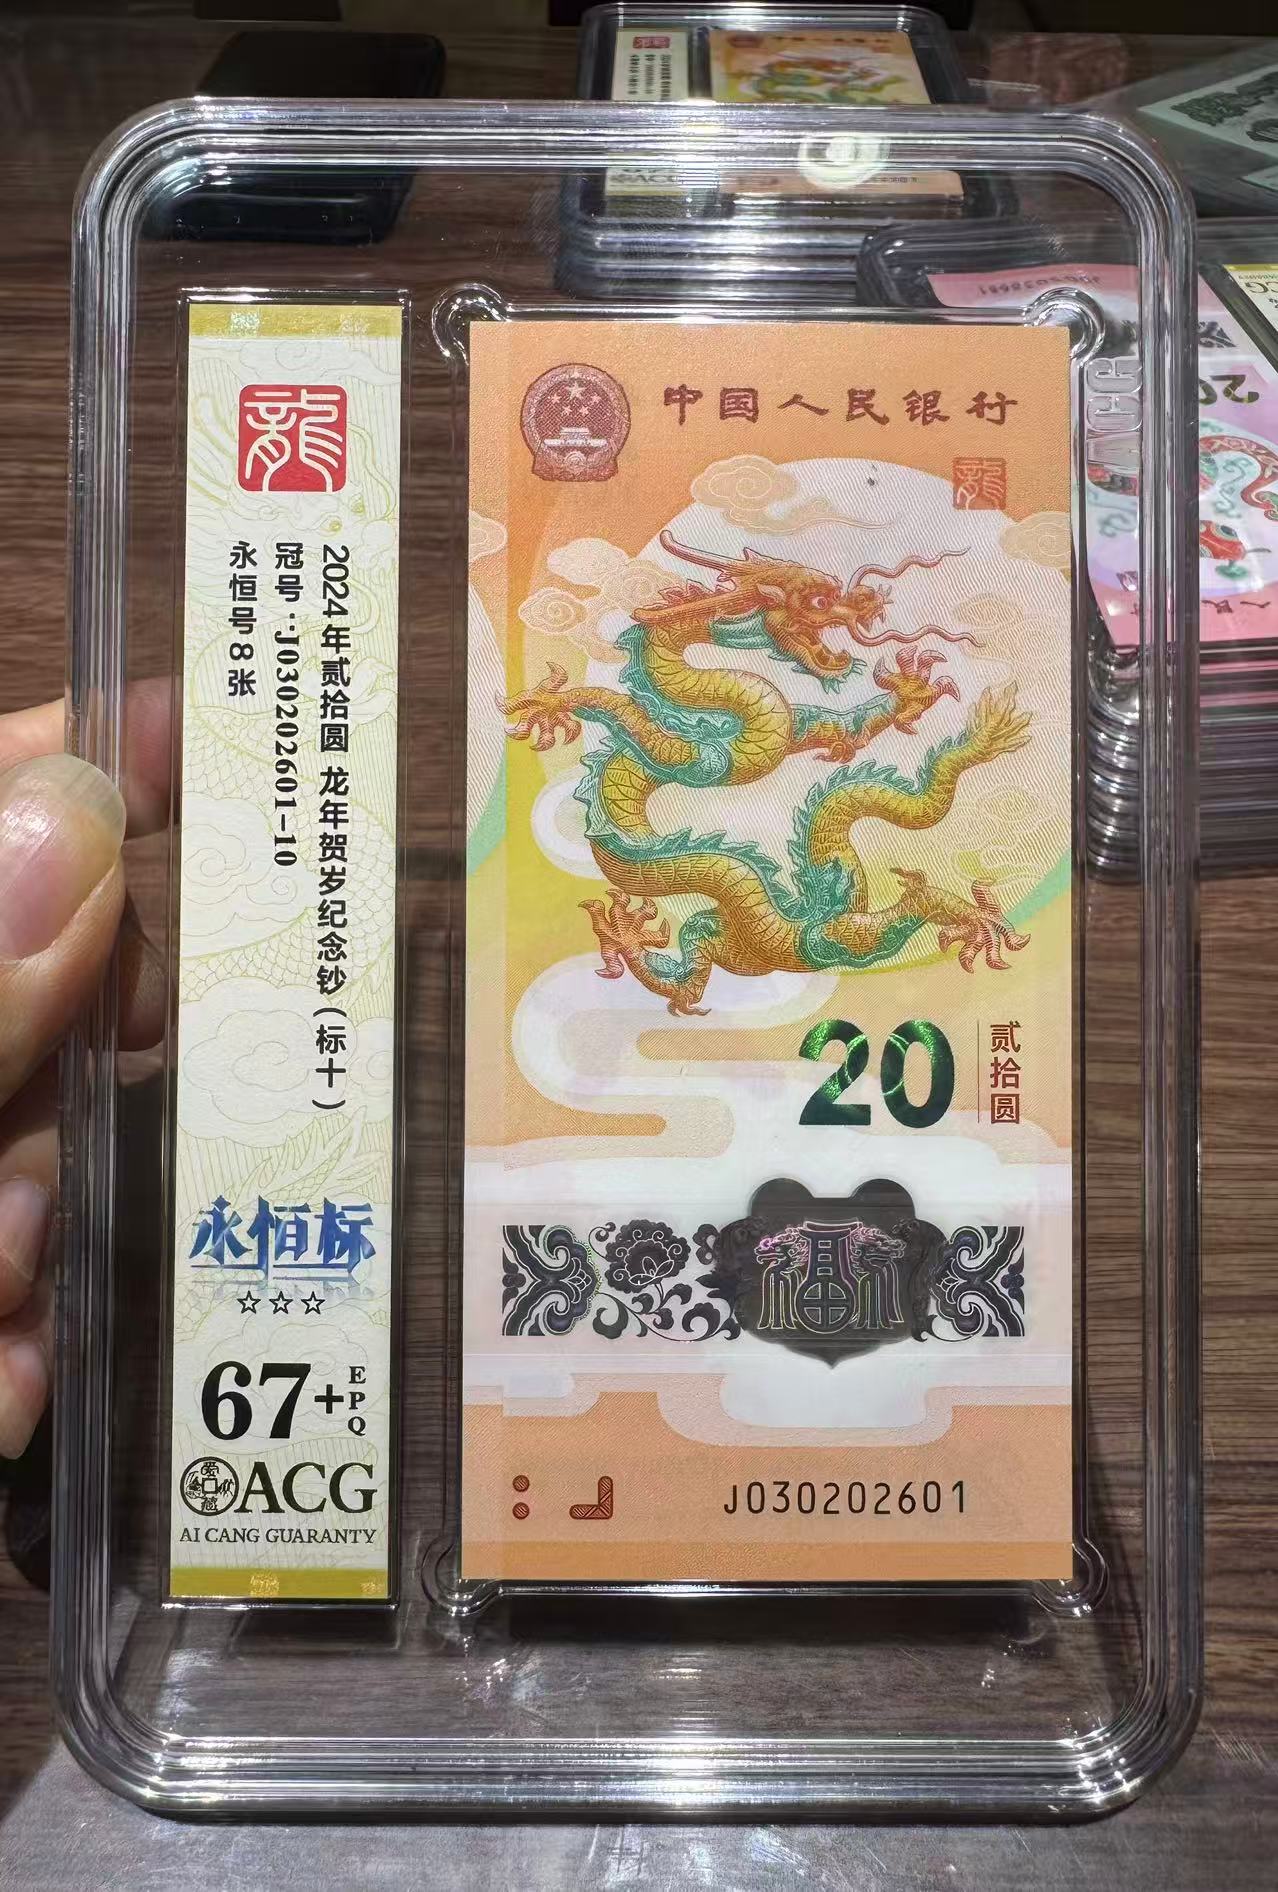 龍
2024年贰拾圆 龙年贺岁纪念钞(标十)
冠号:J030202601-10
永恒号8张
永恒标
☆☆☆
67+EPQ
ACG
AI CANG GUARANTY
中国人民银行
龍
20
贰拾圆
福
J030202601
ACG